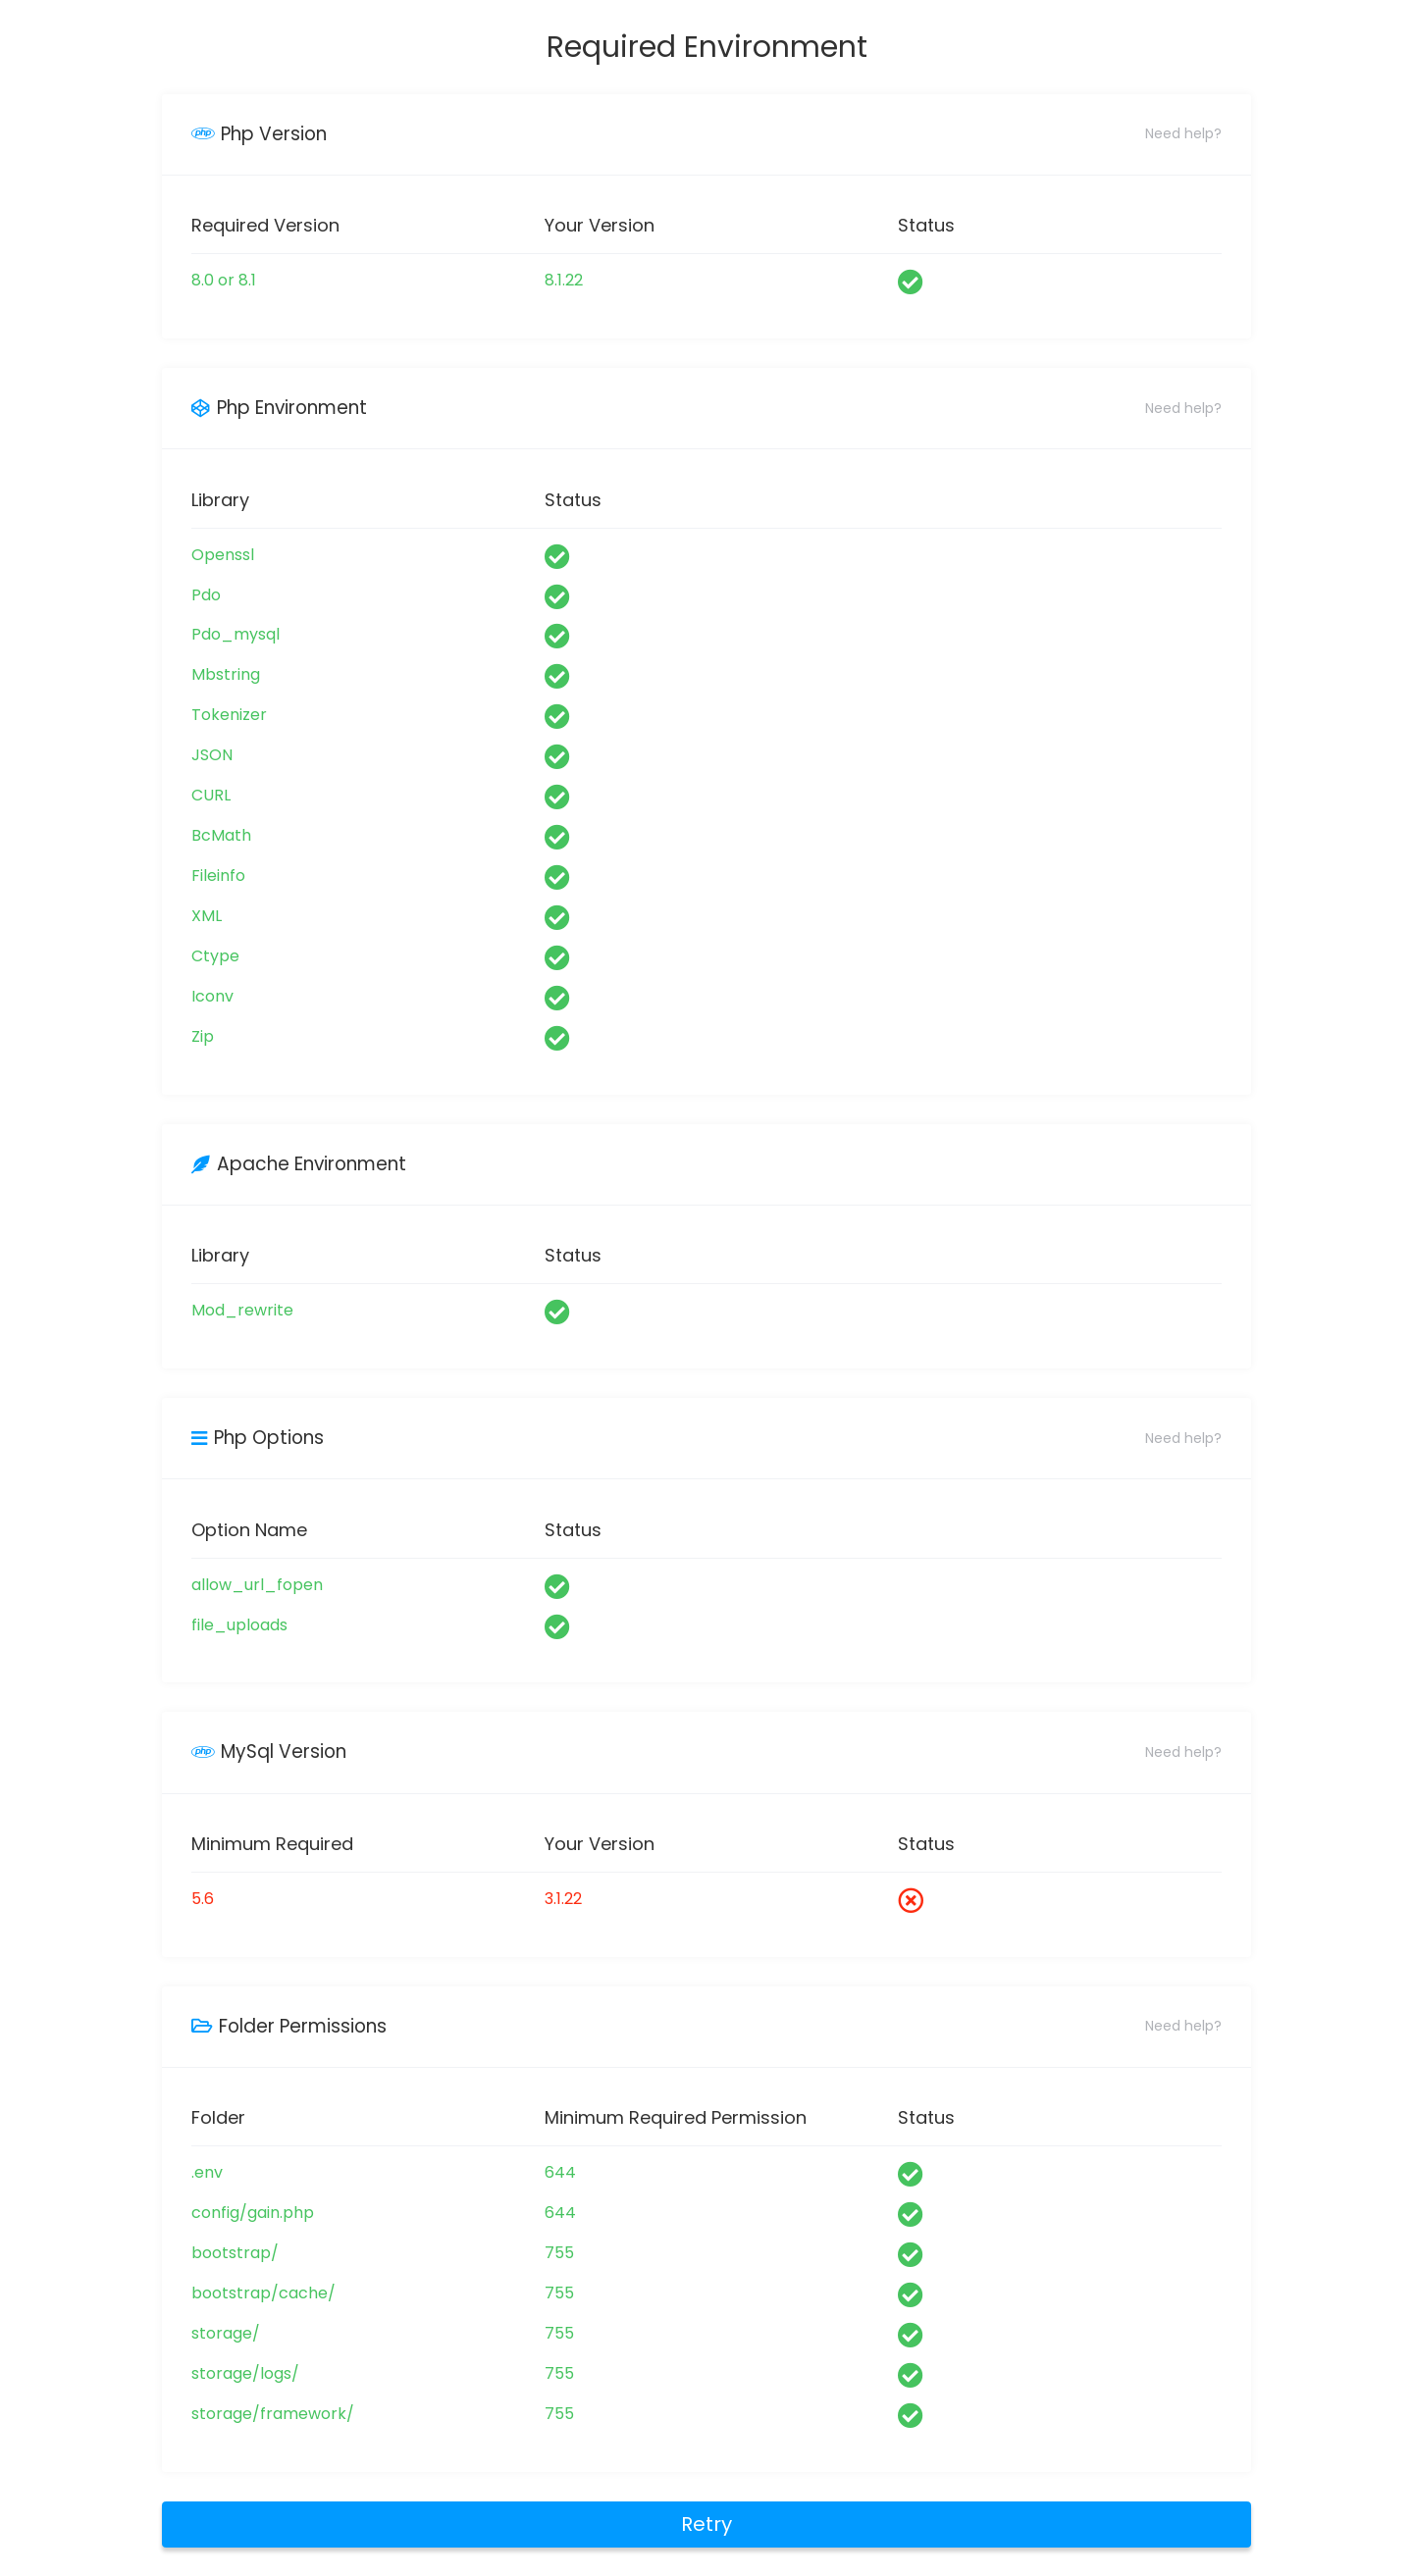 Required Environment
php Php Version Need help?
Required Version Your Version Status
8.0 or 8.1 8.1.22
Php Environment Need help?
Library Status
Openssl
Pdo
Pdo_mysql
Mbstring
Tokenizer
JSON
CURL
BcMath
Fileinfo
XML
Ctype
Iconv
Zip
Apache Environment
Library Status
Mod_rewrite
Php Options Need help?
Option Name Status
allow_url_fopen
file_uploads
php MySql Version Need help?
Minimum Required Your Version Status
5.6 3.1.22
Folder Permissions Need help?
Folder Minimum Required Permission Status
.env 644
config/gain.php 644
bootstrap/ 755
bootstrap/cache/ 755
storage/ 755
storage/logs/ 755
storage/framework/ 755
Retry